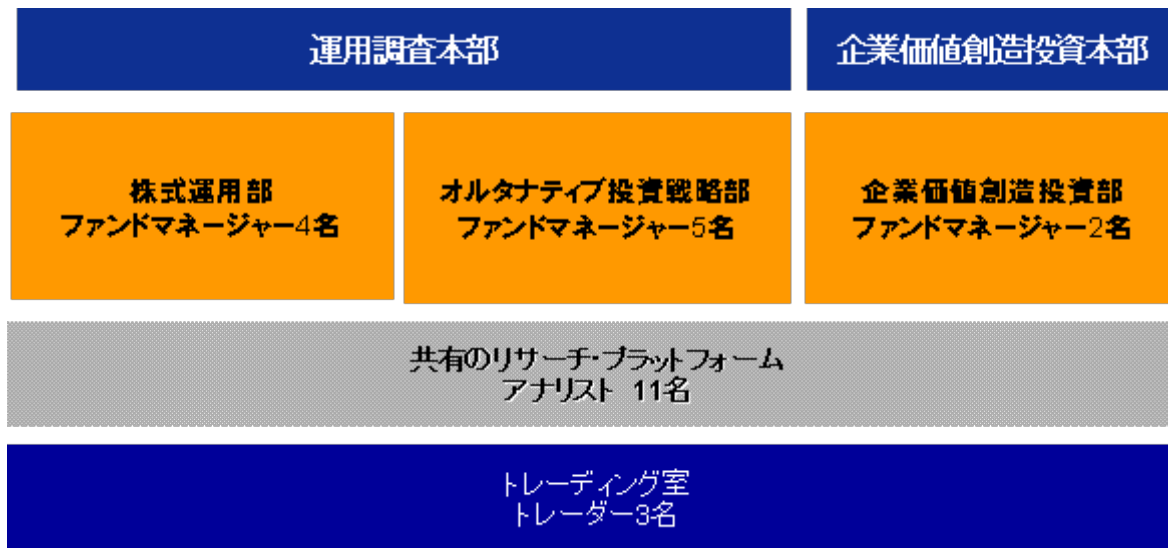 運用調査本部
企業価値創造投資本部
株式運用部
ファンドマネージャー4名
オルタナティブ投資戦略部
ファンドマネージャー5名
企業価値創造投資部
ファンドマネージャー2名
共有のリサーチ・プラットフォーム
アナリスト 11名
トレーディング室
トレーダー3名